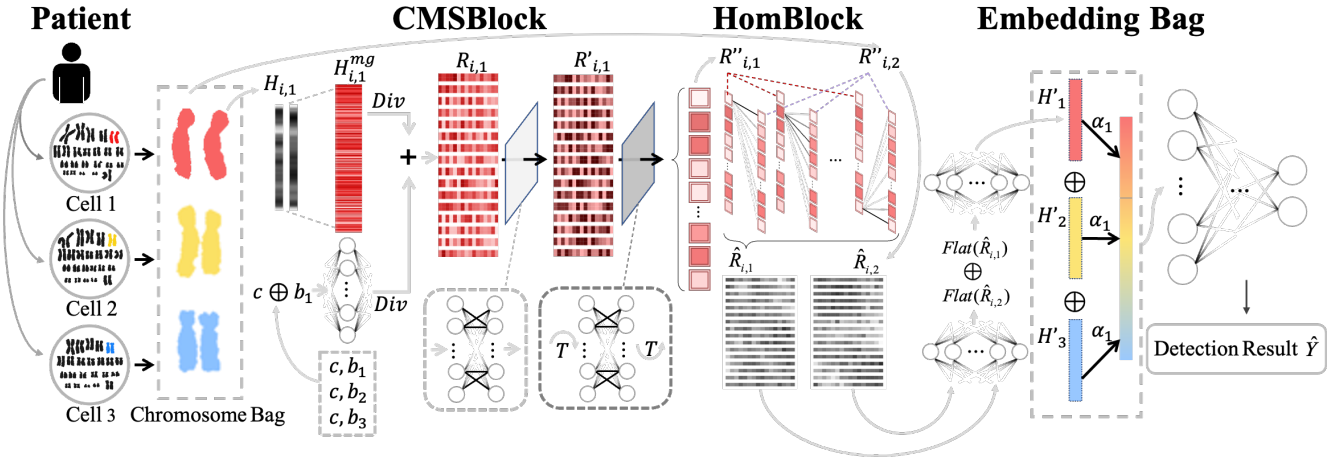 Patient
CMSBlock
HomBlock
Embedding Bag
Cell 1
Cell 2
Cell 3
Chromosome Bag
H_{i,1}
H_{i,1}^{mg}
Div
+
c ⊕ b_1
Div
c, b_1
c, b_2
c, b_3
R_{i,1}
R'_{i,1}
T
T
R''_{i,1}
R''_{i,2}
...
R̂_{i,1}
R̂_{i,2}
Flat(R̂_{i,1})
⊕
Flat(R̂_{i,2})
H'_1
α_1
⊕
H'_2
α_1
⊕
H'_3
α_1
Detection Result Ŷ